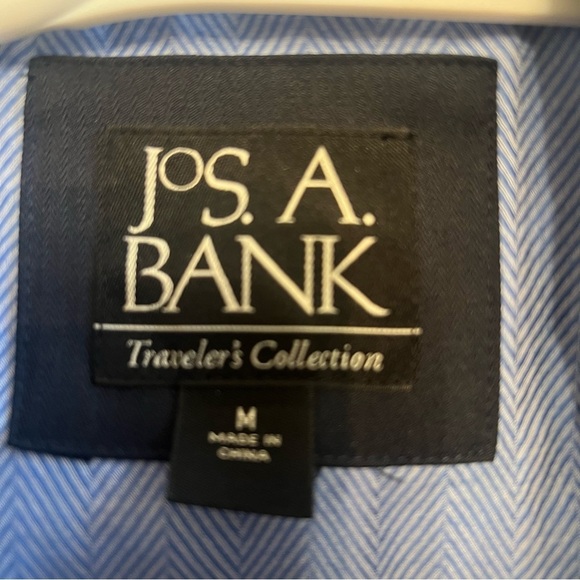 JOS. A.
BANK
Traveler's Collection
M
MADE IN
CHINA